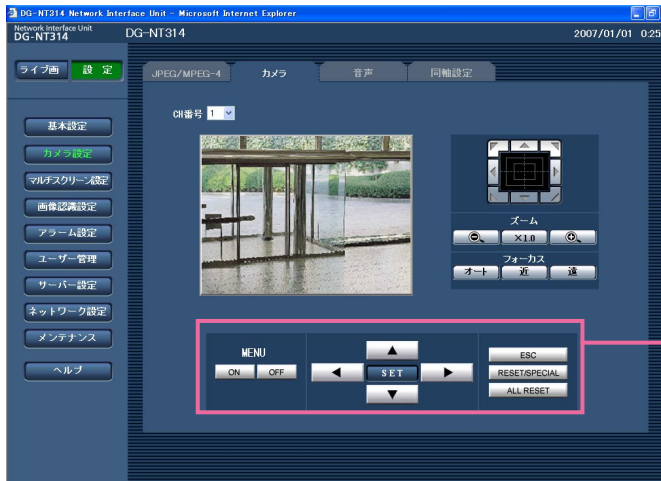 DG-NT314 Network Interface Unit - Microsoft Internet Explorer
Network Interface Unit
DG-NT314
DG-NT314
2007/01/01 0:25
ライブ画 設 定
JPEG/MPEG-4 カメラ 音声 同軸設定
CH番号 1
基本設定
カメラ設定
マルチスクリーン設定
画像認識設定
アラーム設定
ユーザー管理
サーバー設定
ネットワーク設定
メンテナンス
ヘルプ
ズーム
×1.0
フォーカス
オート 近 遠
MENU
ON OFF
SET
ESC
RESET/SPECIAL
ALL RESET